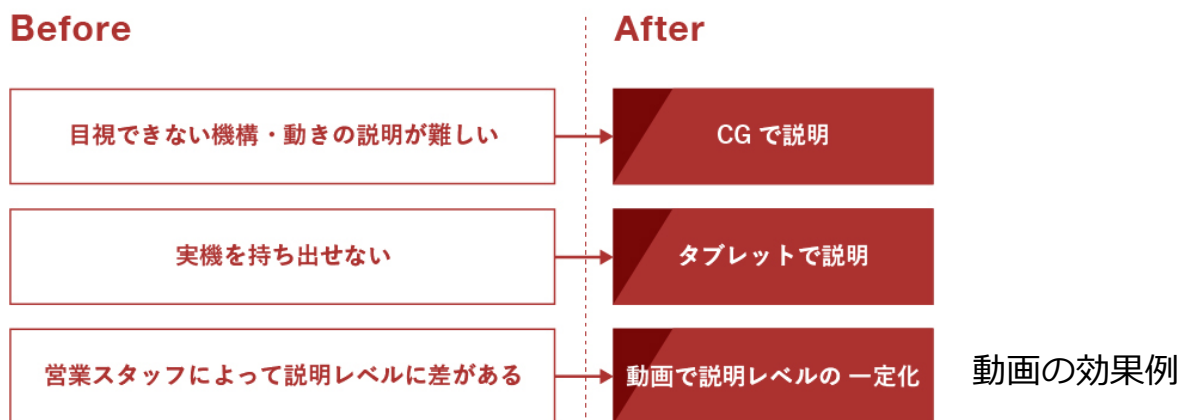 Before
After
目視できない機構・動きの説明が難しい
CG で説明
実機を持ち出せない
タブレットで説明
営業スタッフによって説明レベルに差がある
動画で説明レベルの 一定化
動画の効果例